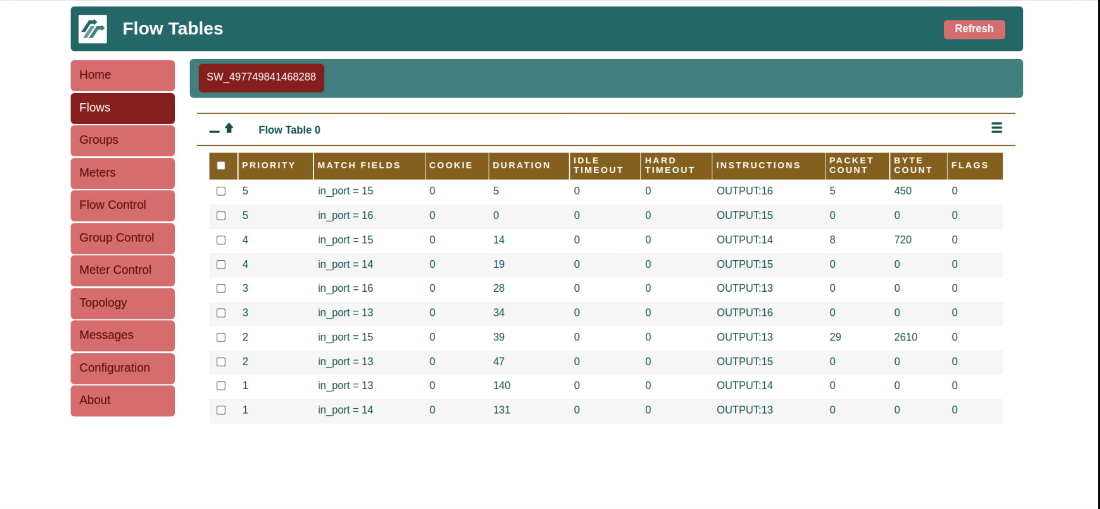 Flow Tables
Refresh
Home
Flows
Groups
Meters
Flow Control
Group Control
Meter Control
Topology
Messages
Configuration
About
SW_497749841468288
Flow Table 0
PRIORITY MATCH FIELDS COOKIE DURATION IDLE TIMEOUT HARD TIMEOUT INSTRUCTIONS PACKET COUNT BYTE COUNT FLAGS
5 in_port = 15 0 5 0 0 OUTPUT:16 5 450 0
5 in_port = 16 0 0 0 0 OUTPUT:15 0 0 0
4 in_port = 15 0 14 0 0 OUTPUT:14 8 720 0
4 in_port = 14 0 19 0 0 OUTPUT:15 0 0 0
3 in_port = 16 0 28 0 0 OUTPUT:13 0 0 0
3 in_port = 13 0 34 0 0 OUTPUT:16 0 0 0
2 in_port = 15 0 39 0 0 OUTPUT:13 29 2610 0
2 in_port = 13 0 47 0 0 OUTPUT:15 0 0 0
1 in_port = 13 0 140 0 0 OUTPUT:14 0 0 0
1 in_port = 14 0 131 0 0 OUTPUT:13 0 0 0